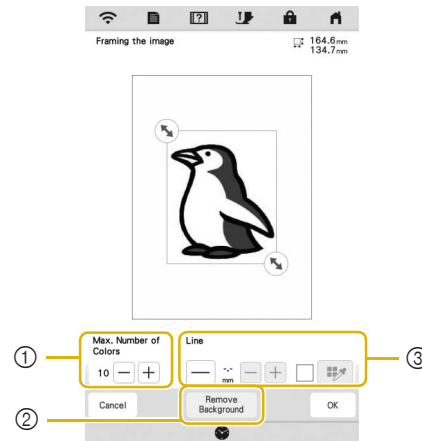 Framing the image
164.6mm
134.7mm
Max. Number of
Colors
10 − +
Line
-.-
mm
− +
Cancel
Remove
Background
OK
①
②
③